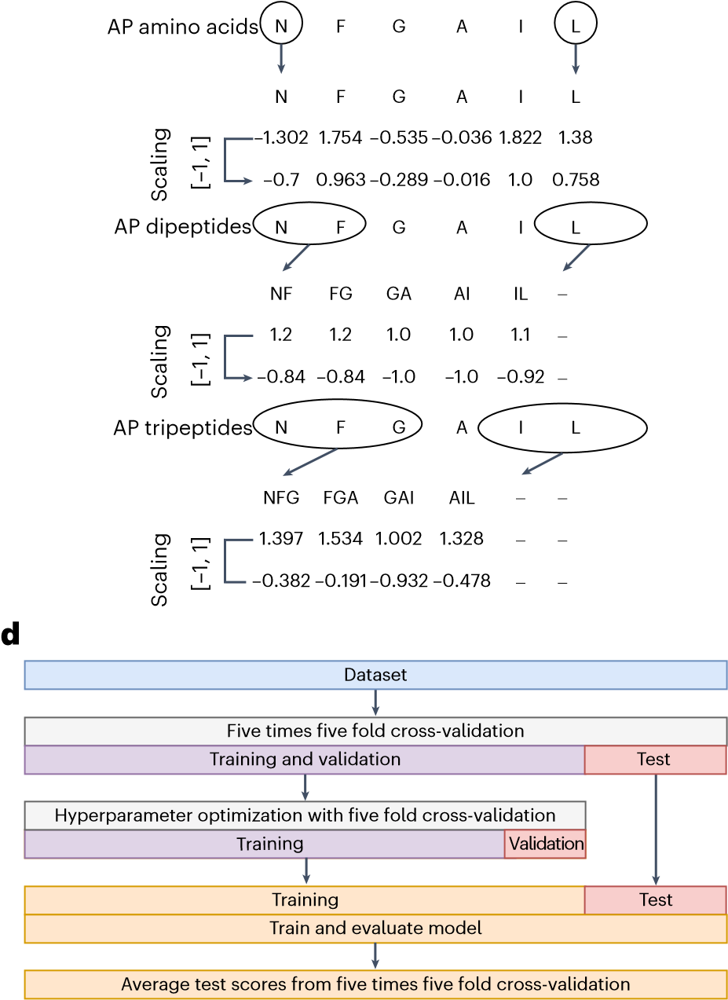 AP amino acids N F G A I L
N F G A I L
−1.302 1.754 −0.535 −0.036 1.822 1.38
Scaling
[−1, 1]
−0.7 0.963 −0.289 −0.016 1.0 0.758
AP dipeptides N F G A I L
NF FG GA AI IL –
1.2 1.2 1.0 1.0 1.1 –
Scaling
[−1, 1]
−0.84 −0.84 −1.0 −1.0 −0.92 –
AP tripeptides N F G A I L
NFG FGA GAI AIL – –
1.397 1.534 1.002 1.328 – –
Scaling
[−1, 1]
−0.382 −0.191 −0.932 −0.478 – –
d
Dataset
Five times five fold cross-validation
Training and validation Test
Hyperparameter optimization with five fold cross-validation
Training Validation
Training Test
Train and evaluate model
Average test scores from five times five fold cross-validation